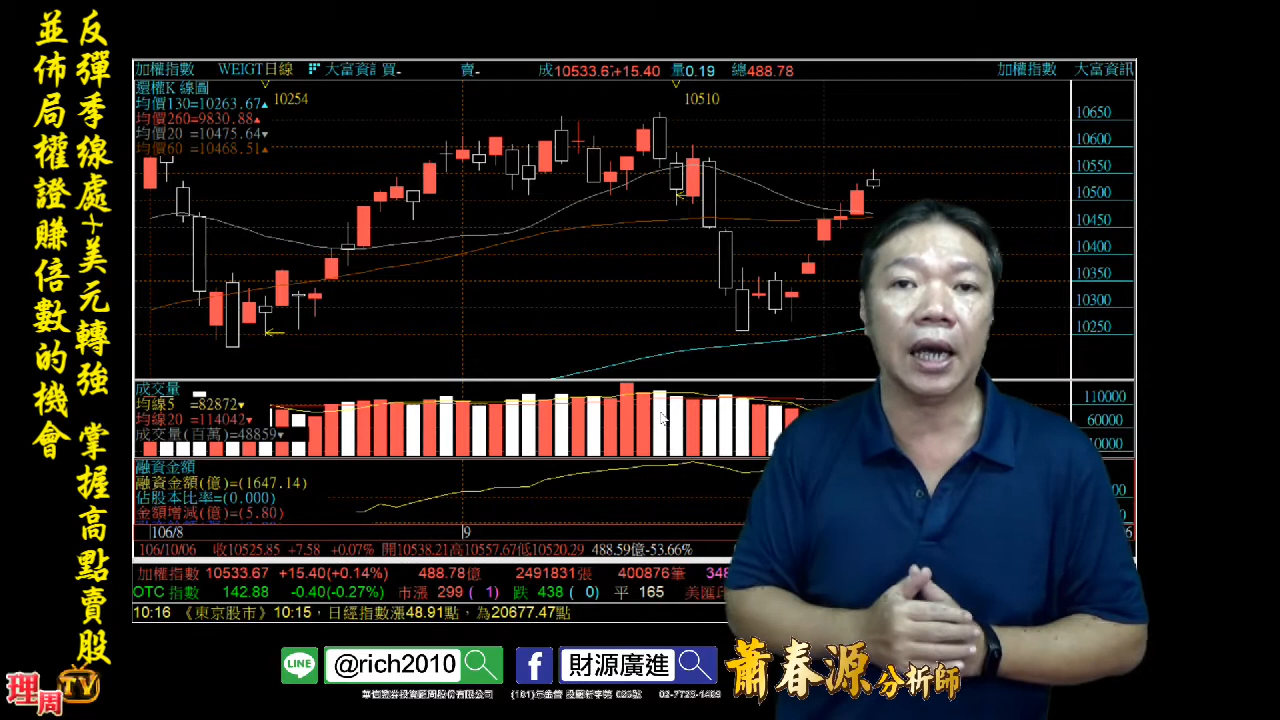 反彈季線處+美元轉強 掌握高點賣股
並佈局權證賺倍數的機會
加權指數 WEIGT日線 大富資訊 買- 賣- 成10533.67+15.40 量0.19 總488.78 加權指數 大富資訊
還權K 線圖
均價130=10263.67
均價260=9830.88
均價20 =10475.64
均價60 =10468.51
10254
10510
10650
10600
10550
10500
10450
10400
10350
10300
10250
成交量
均線5 =82872
均線20 =114042
成交量(百萬)=48859
110000
60000
10000
融資金額
融資金額(億)=(1647.14)
佔股本比率=(0.000)
金額增減(億)=(5.80)
106/8 9
106/10/06 收10525.85 +7.58 +0.07% 開10538.21高10557.67低10520.29 488.59億-53.66%
加權指數 10533.67 +15.40(+0.14%) 488.78億 2491831張 400876筆 348
OTC 指數 142.88 -0.40(-0.27%) 市漲 299 ( 1) 跌 438 ( 0) 平 165 美匯
10:16 《東京股市》10:15，日經指數漲48.91點，為20677.47點
LINE @rich2010
f 財源廣進
蕭春源分析師
理周TV